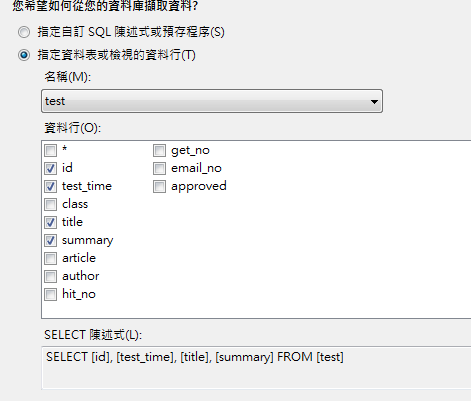 您希望如何從您的資料庫擷取資料?
指定自訂 SQL 陳述式或預存程序(S)
指定資料表或檢視的資料行(T)
名稱(M):
test
資料行(O):
* get_no
id email_no
test_time approved
class
title
summary
article
author
hit_no
SELECT 陳述式(L):
SELECT [id], [test_time], [title], [summary] FROM [test]